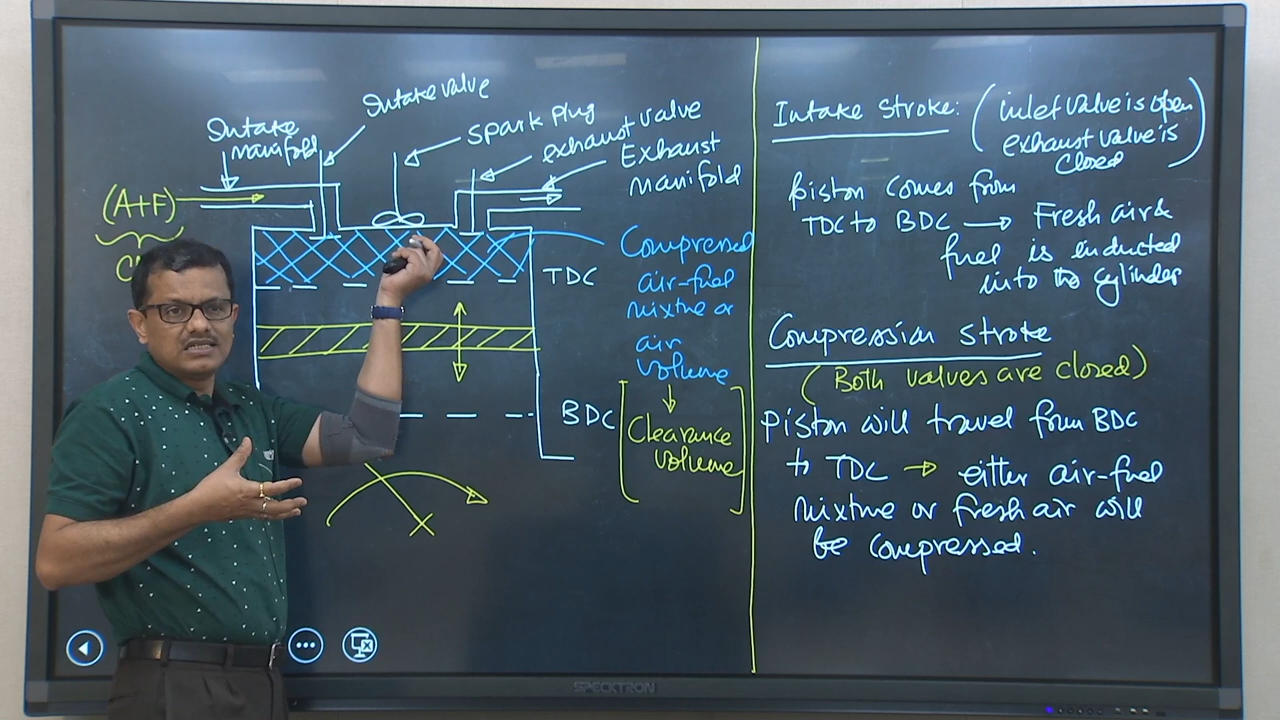 Intake valve
Intake
manifold
spark plug
exhaust valve
Exhaust
manifold
(A+F)
TDC
BDC
Compressed
air-fuel
mixture or
air
volume
Clearance
volume
Intake stroke: (inlet valve is open
exhaust valve is
closed)
piston comes from
TDC to BDC → Fresh air &
fuel is inducted
into the cylinder
Compression stroke
(Both valves are closed)
Piston will travel from BDC
to TDC → either air-fuel
mixture or fresh air will
be compressed.
SPECKTRON